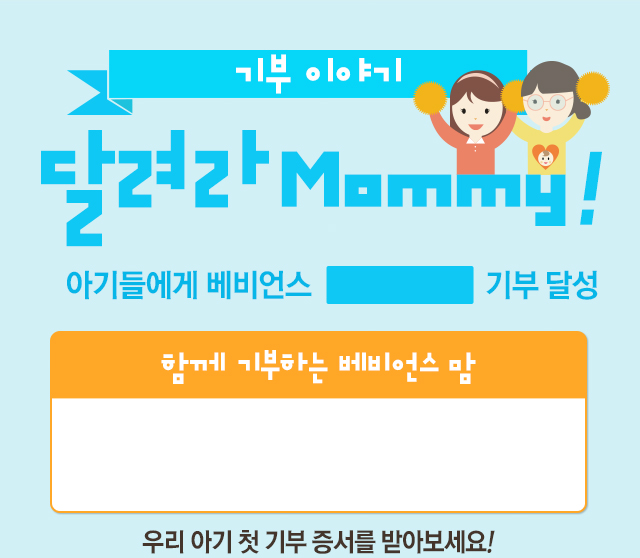 기부 이야기
달려라 Mommy!
아기들에게 베비언스 기부 달성
함께 기부하는 베비언스 맘
우리 아기 첫 기부 증서를 받아보세요!